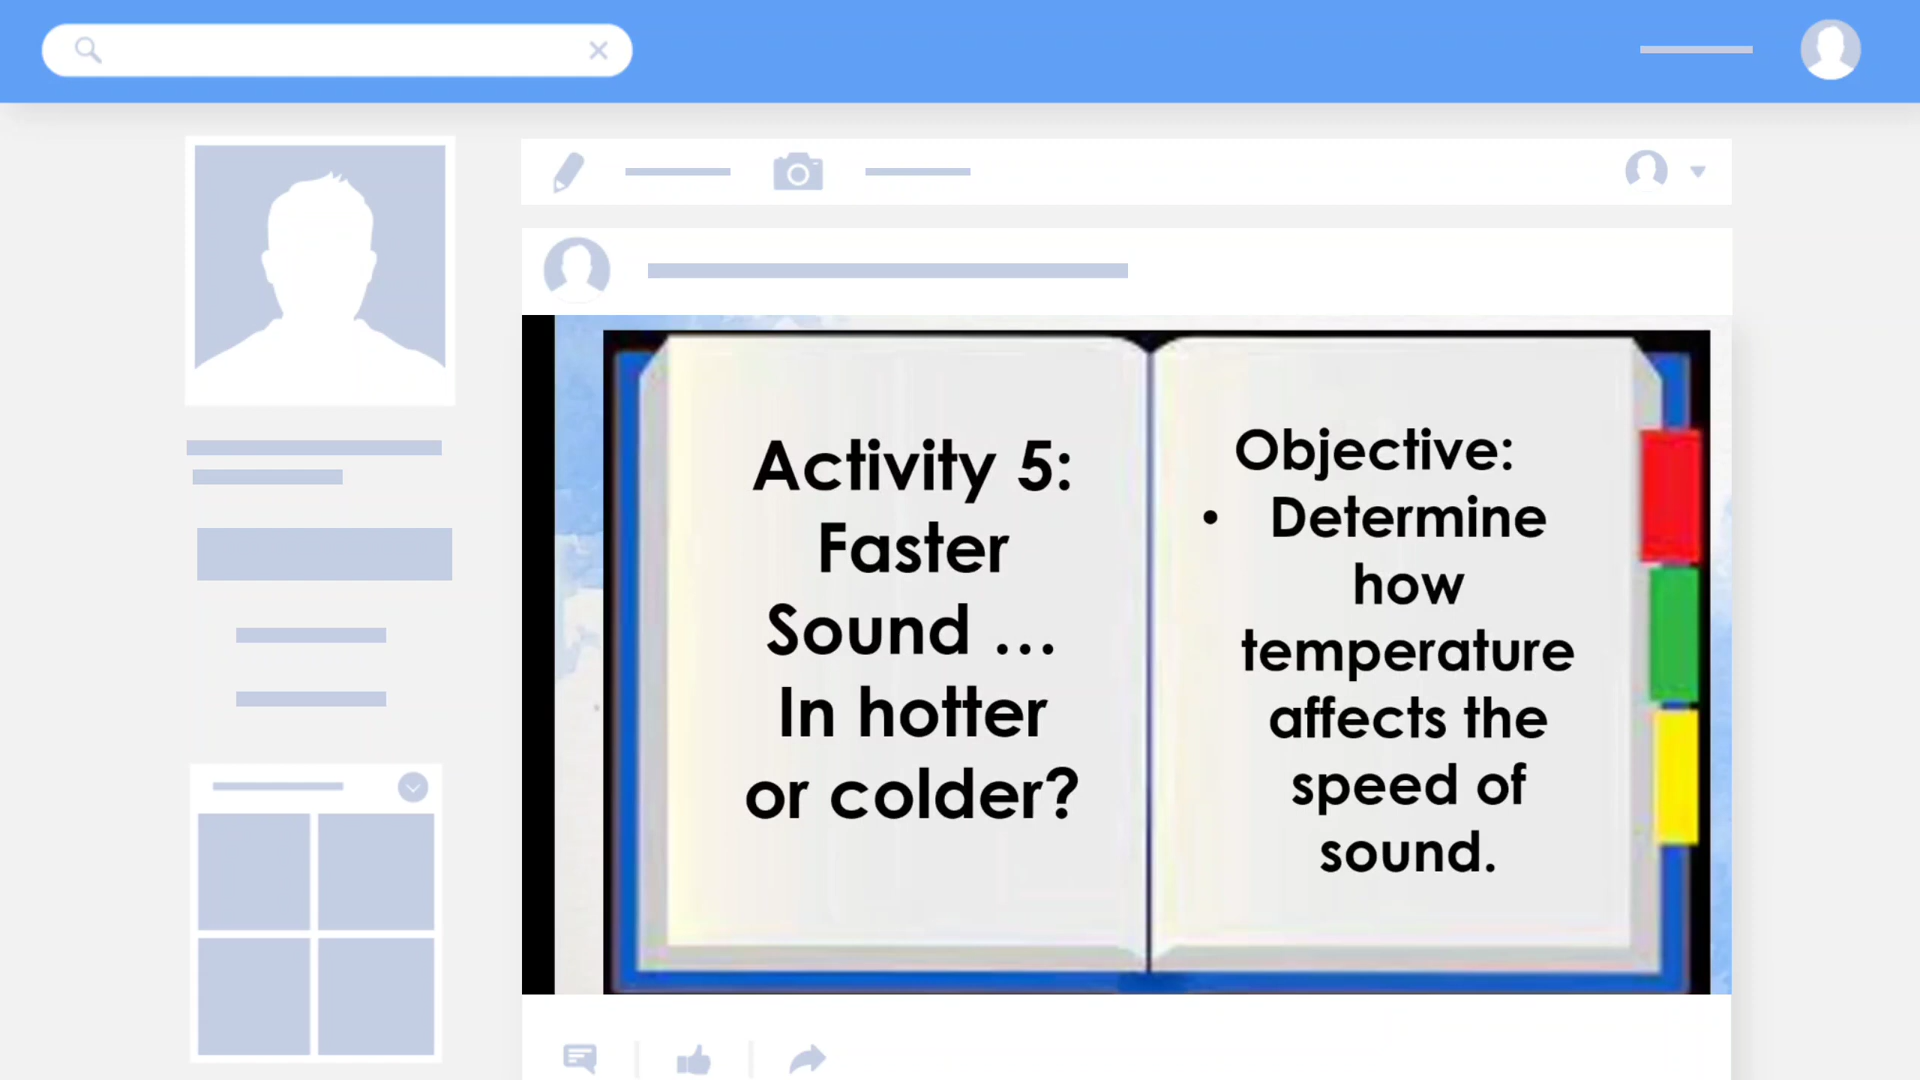 Activity 5:
Faster
Sound ...
In hotter
or colder?
Objective:
• Determine
how
temperature
affects the
speed of
sound.